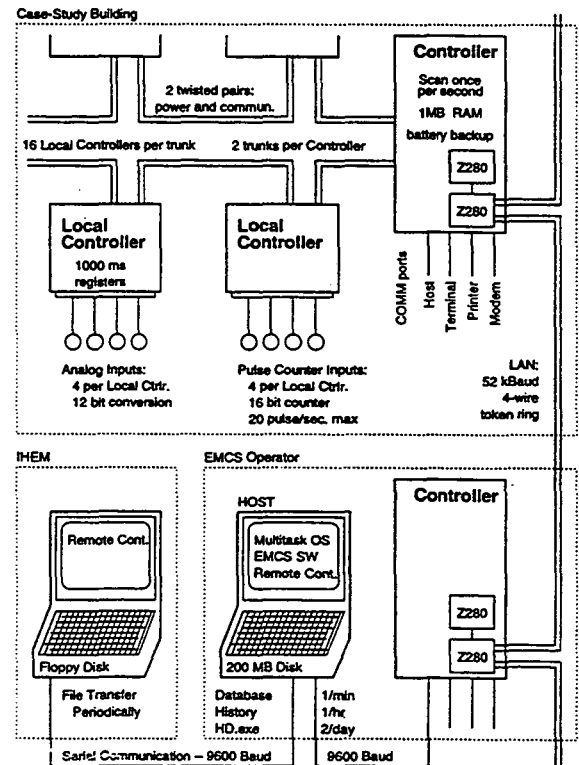 Case-Study Building
2 twisted pairs:
power and commun.
16 Local Controllers per trunk
2 trunks per Controller
Controller
Scan once
per second
1MB RAM
battery backup
Z280
Z280
Local
Controller
1000 ms
registers
Local
Controller
COMM ports
Host
Terminal
Printer
Modem
Analog Inputs:
4 per Local Ctrlr.
12 bit conversion
Pulse Counter Inputs:
4 per Local Ctrlr.
16 bit counter
20 pulse/sec. max
LAN:
52 kBaud
4-wire
token ring
IHEM
Remote Cont.
Floppy Disk
File Transfer
Periodically
EMCS Operator
HOST
Multitask OS
EMCS SW
Remote Cont.
200 MB Disk
Database 1/min
History 1/hr
HD.exe 2/day
Controller
Z280
Z280
Serial Communication – 9600 Baud
9600 Baud